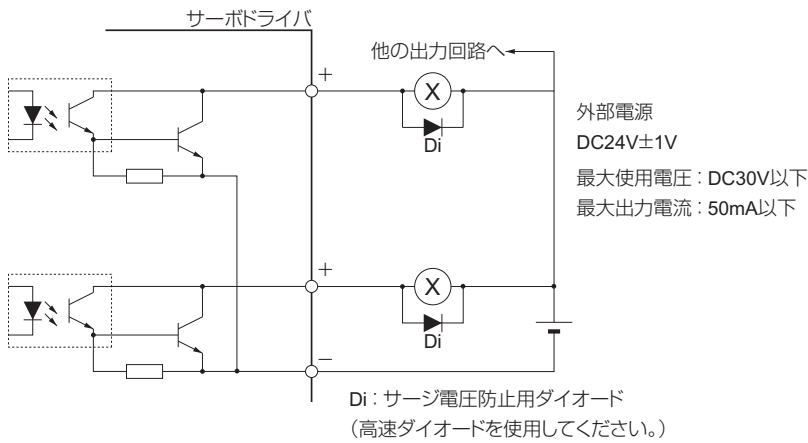 サーボドライバ
他の出力回路へ
+
X
Di
外部電源
DC24V±1V
最大使用電圧：DC30V以下
最大出力電流：50mA以下
+
X
Di
−
Di：サージ電圧防止用ダイオード
（高速ダイオードを使用してください。）